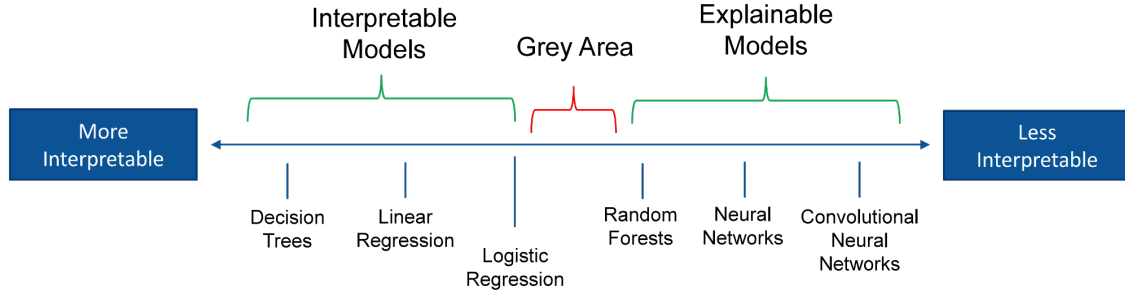 Interpretable
Models
Grey Area
Explainable
Models
More
Interpretable
Less
Interpretable
Decision
Trees
Linear
Regression
Logistic
Regression
Random
Forests
Neural
Networks
Convolutional
Neural
Networks